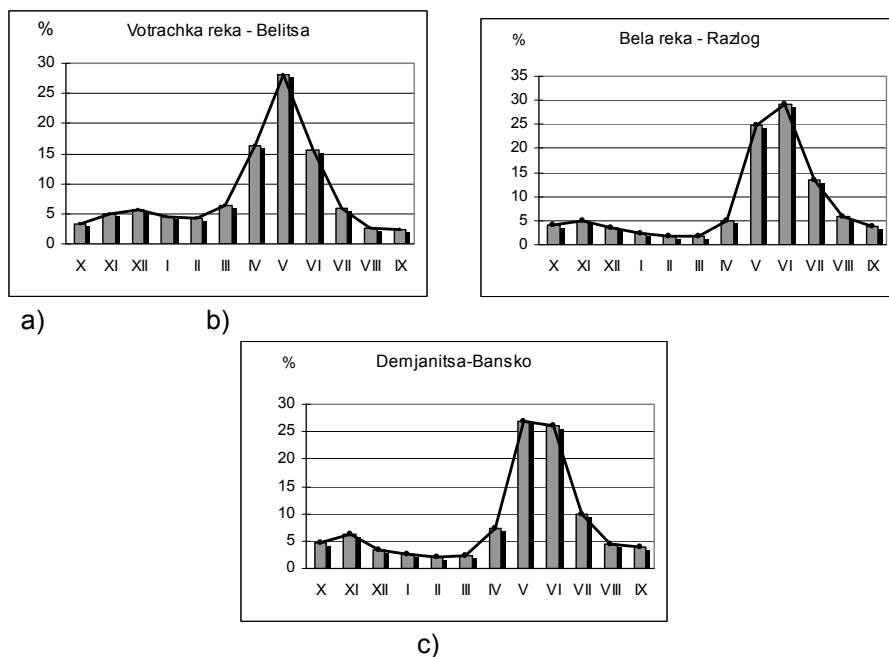 Votrachka reka - Belitsa
%
30
25
20
15
10
5
0
X XI XII I II III IV V VI VII VIII IX
a)
Bela reka - Razlog
%
35
30
25
20
15
10
5
0
X XI XII I II III IV V VI VII VIII IX
b)
Demjanitsa-Bansko
%
30
25
20
15
10
5
0
X XI XII I II III IV V VI VII VIII IX
c)